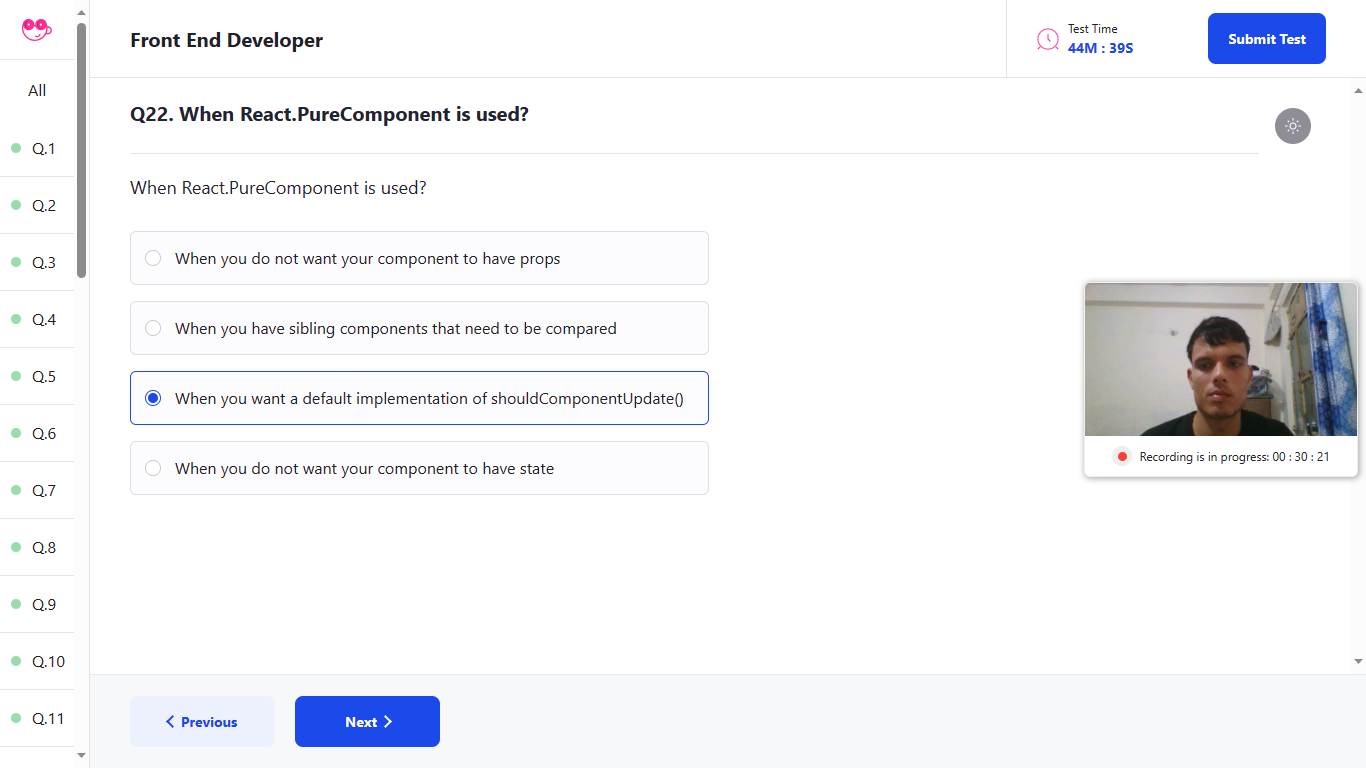 Front End Developer
Test Time
44M : 39S
Submit Test
All
Q.1
Q.2
Q.3
Q.4
Q.5
Q.6
Q.7
Q.8
Q.9
Q.10
Q.11
Q22. When React.PureComponent is used?
When React.PureComponent is used?
When you do not want your component to have props
When you have sibling components that need to be compared
When you want a default implementation of shouldComponentUpdate()
When you do not want your component to have state
Recording is in progress: 00 : 30 : 21
Previous
Next